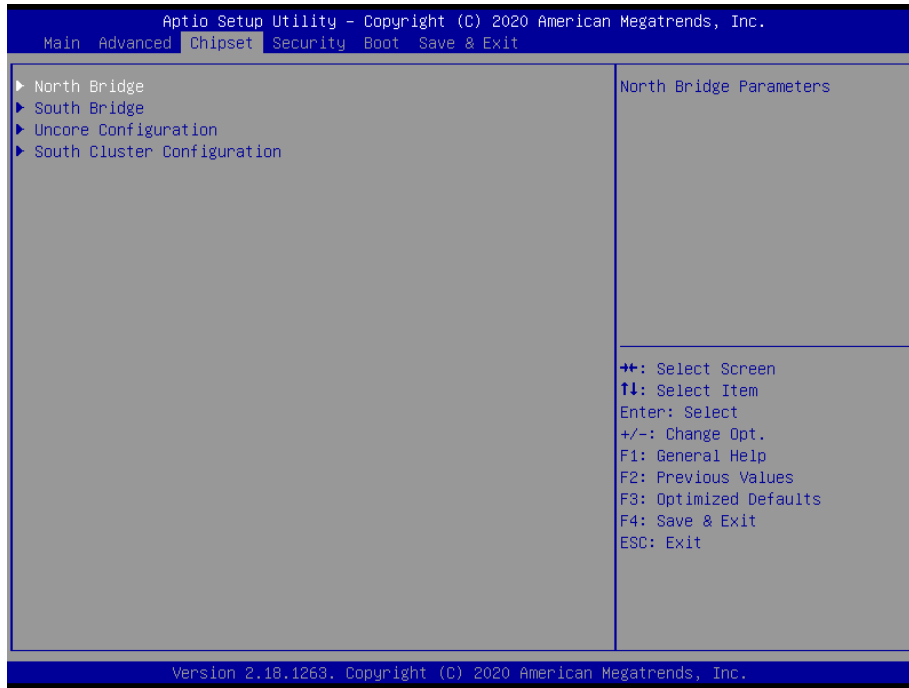 Aptio Setup Utility – Copyright (C) 2020 American Megatrends, Inc.
Main Advanced Chipset Security Boot Save & Exit
▶ North Bridge
▶ South Bridge
▶ Uncore Configuration
▶ South Cluster Configuration
North Bridge Parameters
→←: Select Screen
↑↓: Select Item
Enter: Select
+/-: Change Opt.
F1: General Help
F2: Previous Values
F3: Optimized Defaults
F4: Save & Exit
ESC: Exit
Version 2.18.1263. Copyright (C) 2020 American Megatrends, Inc.